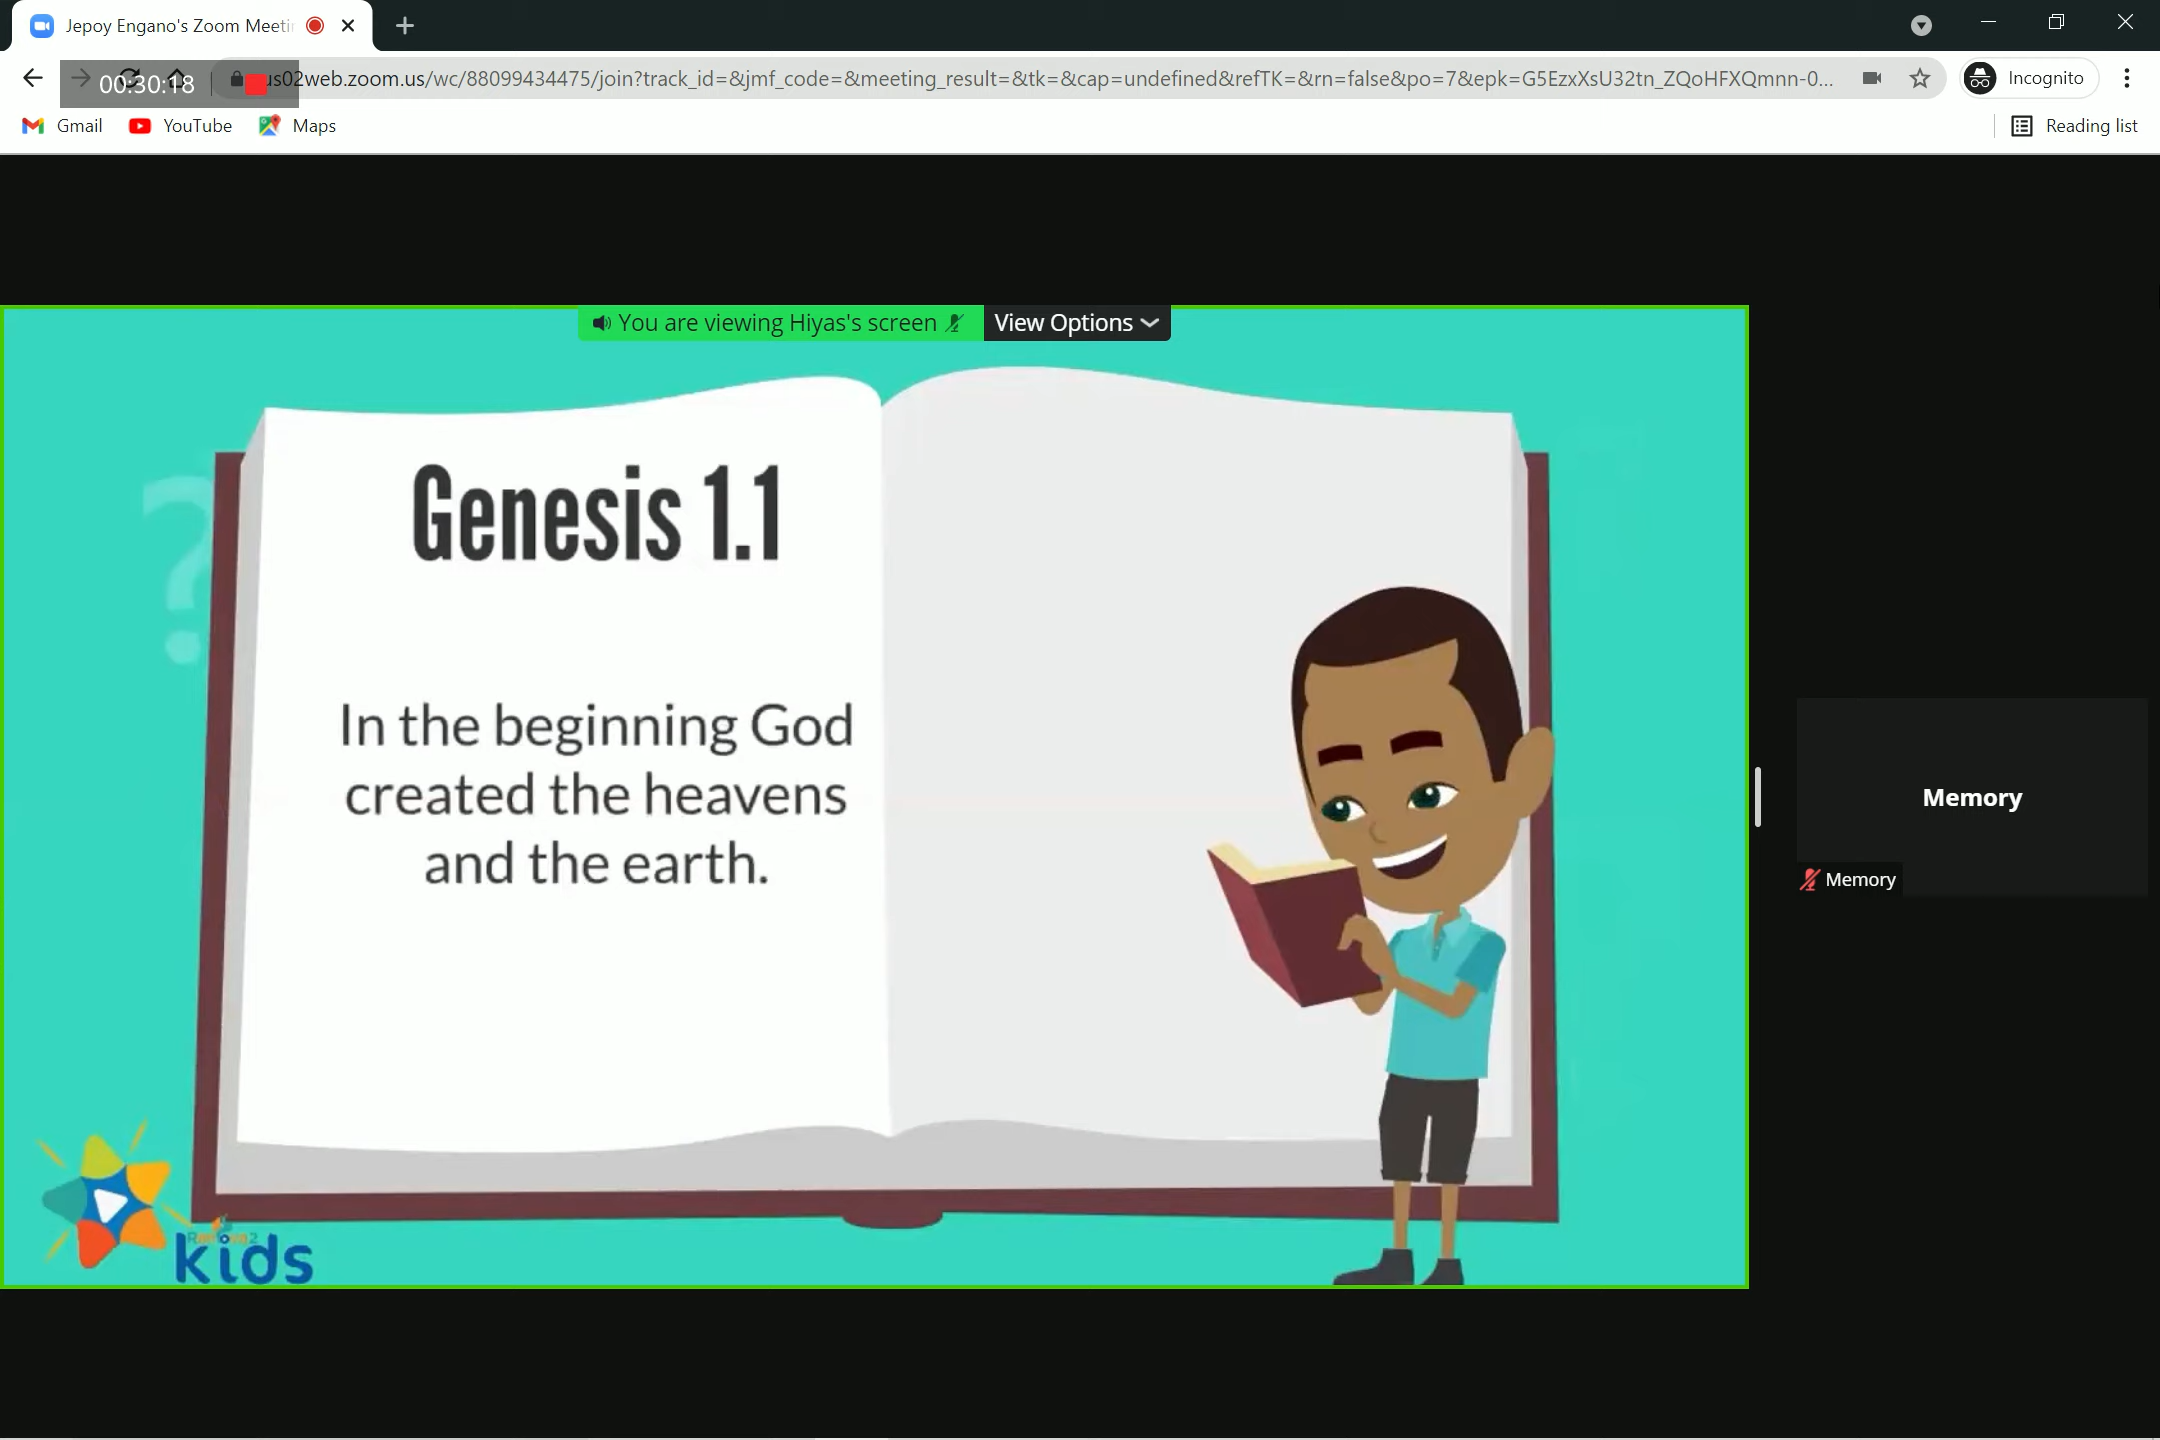 Jepoy Engano's Zoom Meeti
00:30:18
us02web.zoom.us/wc/88099434475/join?track_id=&jmf_code=&meeting_result=&tk=&cap=undefined&refTK=&rn=false&po=7&epk=G5EzxXsU32tn_ZQoHFXQmnn-0...
Incognito
Gmail
YouTube
Maps
Reading list
You are viewing Hiyas's screen
View Options
Genesis 1.1
In the beginning God
created the heavens
and the earth.
?
Memory
Memory
kids